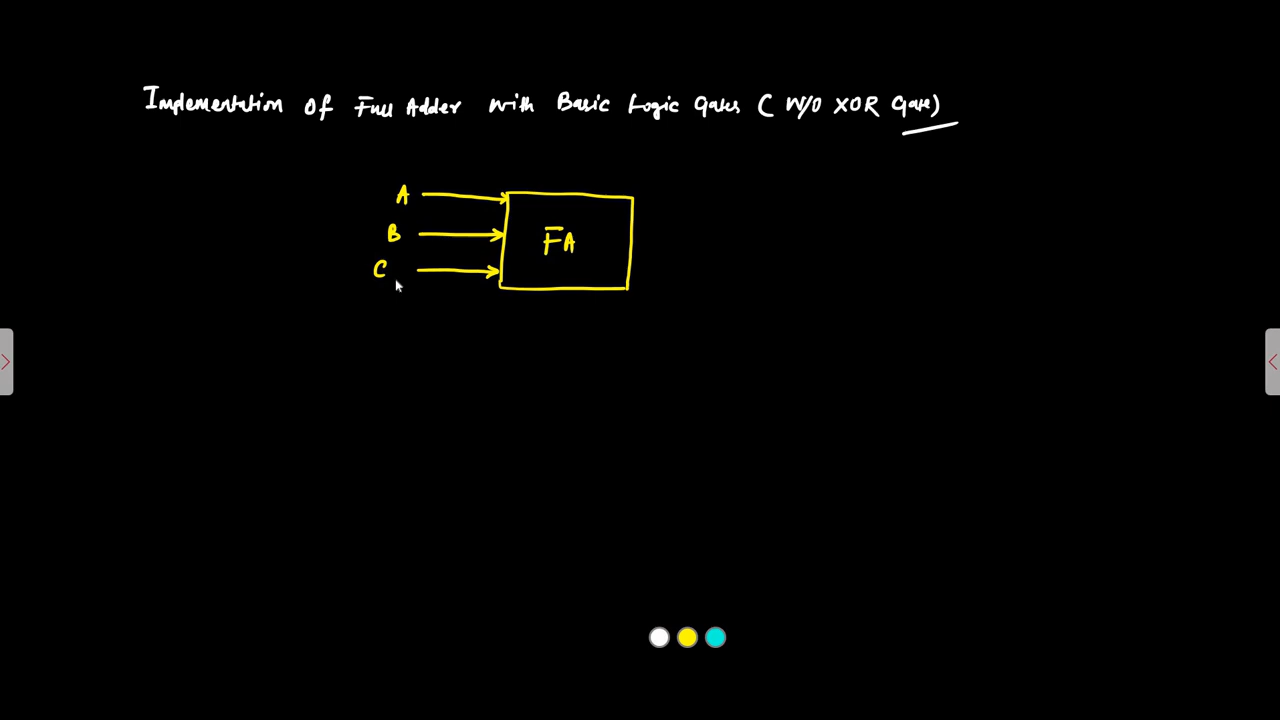 Implementation Of Full Adder with Basic Logic Gates ( W/O XOR Gate)
A
B
FA
C